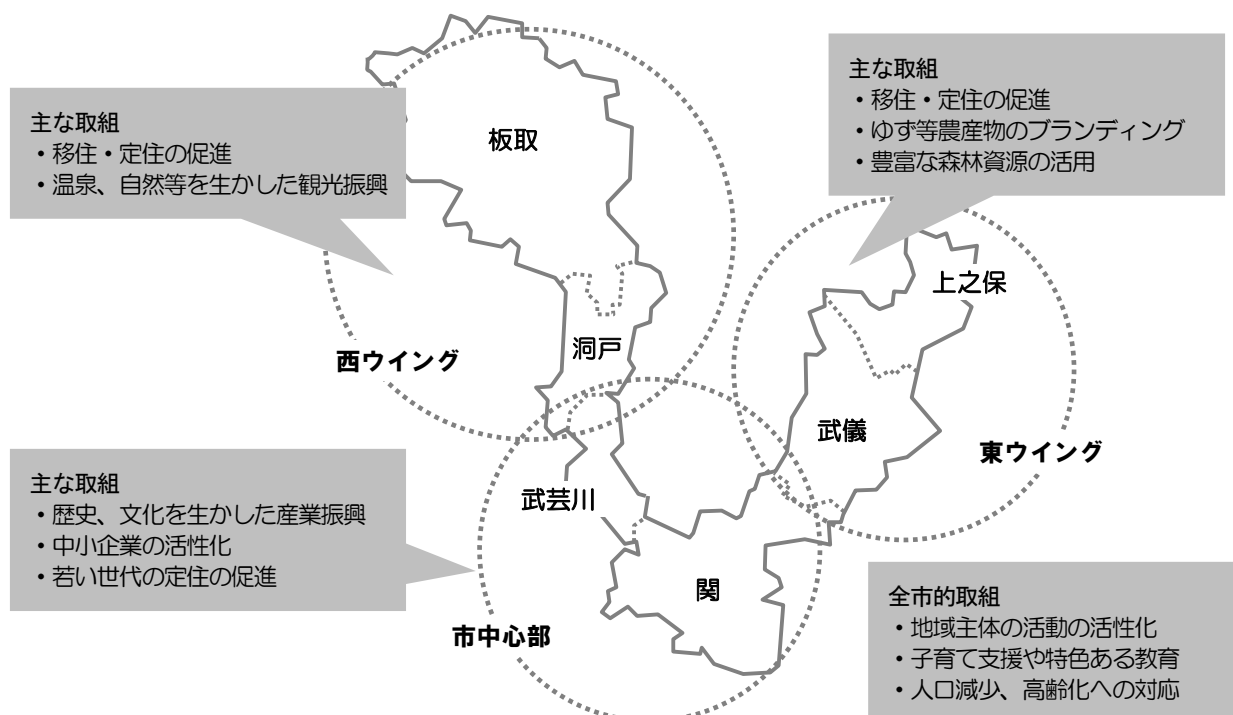 主な取組
・移住・定住の促進
・温泉、自然等を生かした観光振興
主な取組
・移住・定住の促進
・ゆず等農産物のブランディング
・豊富な森林資源の活用
板取
上之保
洞戸
西ウイング
武儀
東ウイング
主な取組
・歴史、文化を生かした産業振興
・中小企業の活性化
・若い世代の定住の促進
武芸川
関
市中心部
全市的取組
・地域主体の活動の活性化
・子育て支援や特色ある教育
・人口減少、高齢化への対応